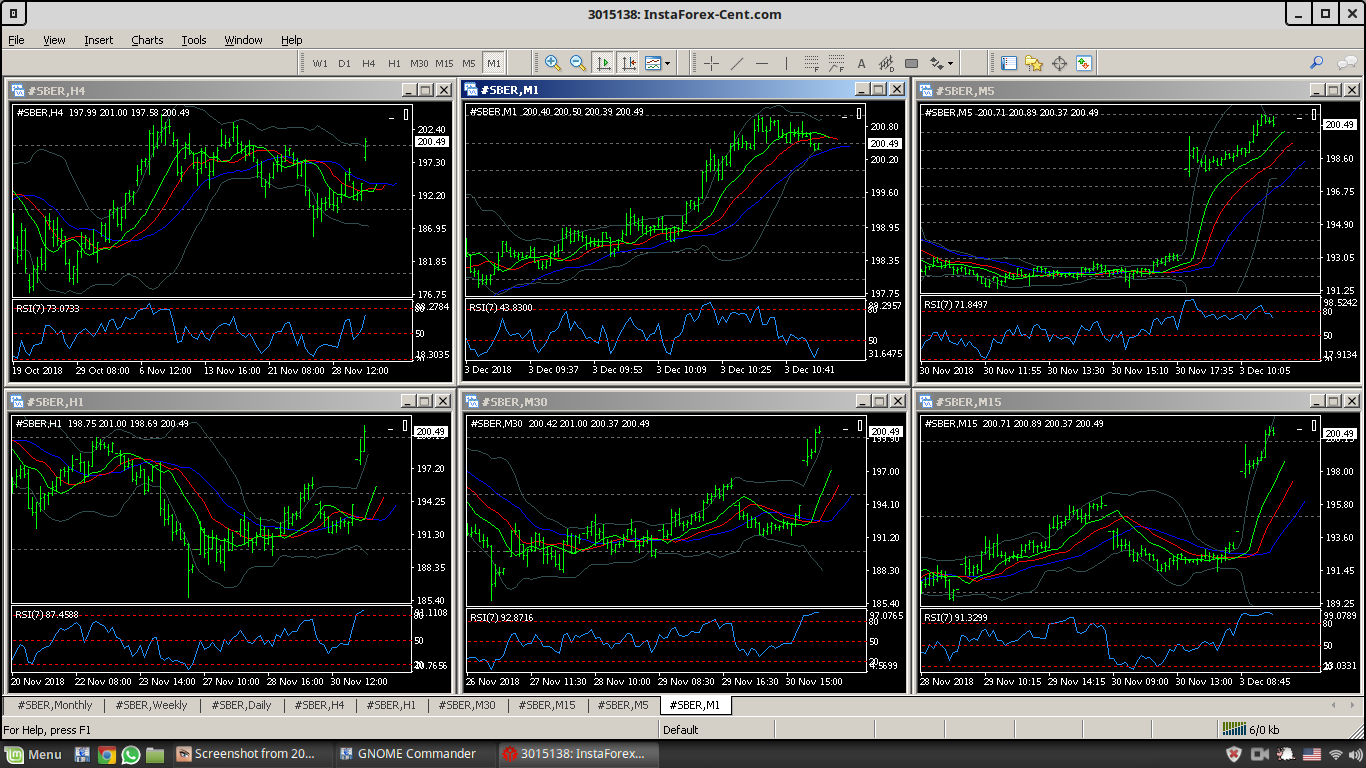 3015138: InstaForex-Cent.com
File View Insert Charts Tools Window Help
W1 D1 H4 H1 M30 M15 M5 M1
#SBER,H4
#SBER,H4 197.99 201.00 197.58 200.49
202.40
200.49
197.30
192.20
186.95
181.85
176.75
RSI(7) 73.0733
80
50
18.3035
19 Oct 2018 29 Oct 08:00 6 Nov 12:00 13 Nov 16:00 21 Nov 08:00 28 Nov 12:00
#SBER,M1
#SBER,M1 200.40 200.50 200.39 200.49
200.80
200.49
200.20
199.60
198.95
198.35
197.75
RSI(7) 43.8300
80
50
31.6475
3 Dec 2018 3 Dec 09:37 3 Dec 09:53 3 Dec 10:09 3 Dec 10:25 3 Dec 10:41
#SBER,M5
#SBER,M5 200.71 200.89 200.37 200.49
200.49
198.60
196.75
194.90
193.05
191.25
RSI(7) 71.8497
98.5242
80
50
30 Nov 2018 30 Nov 11:55 30 Nov 13:30 30 Nov 15:10 30 Nov 17:35 3 Dec 10:05
#SBER,H1
#SBER,H1 198.75 201.00 198.69 200.49
200.49
197.20
194.25
191.30
188.35
185.40
RSI(7) 87.4588
50
20 Nov 2018 22 Nov 08:00 23 Nov 14:00 27 Nov 10:00 28 Nov 16:00 30 Nov 12:00
#SBER,M30
#SBER,M30 200.42 201.00 200.37 200.49
200.49
199.90
197.00
194.10
191.20
188.30
185.40
RSI(7) 92.8716
97.0765
80
50
26 Nov 2018 27 Nov 11:30 28 Nov 10:00 29 Nov 08:30 29 Nov 16:30 30 Nov 15:00
#SBER,M15
#SBER,M15 200.71 200.89 200.37 200.49
200.49
198.00
195.80
193.60
191.45
189.25
RSI(7) 91.3299
99.0789
80
50
28 Nov 2018 29 Nov 10:15 29 Nov 14:15 30 Nov 09:00 30 Nov 13:00 3 Dec 08:45
#SBER,Monthly #SBER,Weekly #SBER,Daily #SBER,H4 #SBER,H1 #SBER,M30 #SBER,M15 #SBER,M5 #SBER,M1
For Help, press F1 Default 6/0 kb
Menu Screenshot from 20... GNOME Commander 3015138: InstaForex...